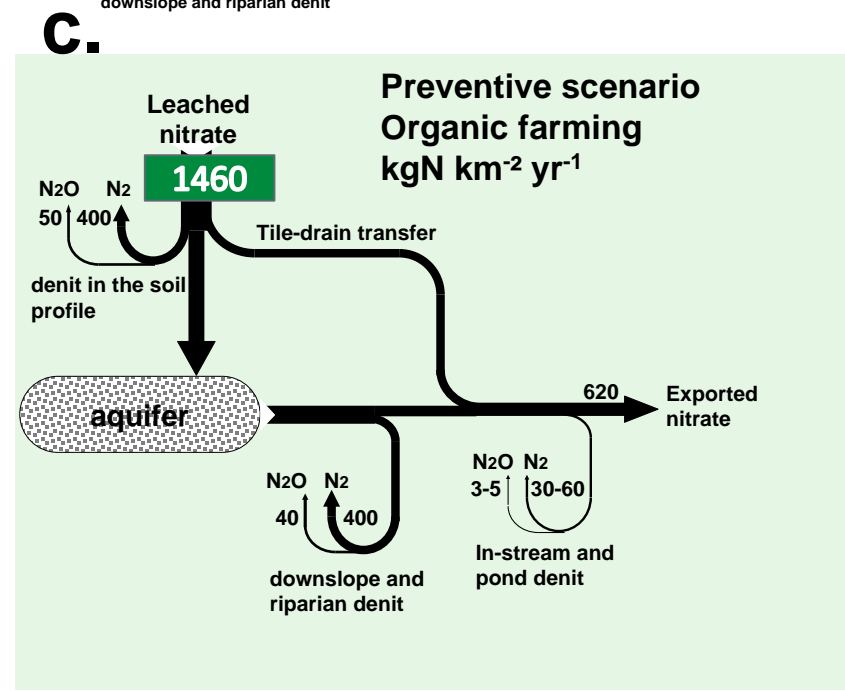 downslope and riparian denit
c.
Preventive scenario
Organic farming
kgN km-² yr-1
Leached
nitrate
1460
N2O N2
50 400
Tile-drain transfer
denit in the soil
profile
aquifer
620
Exported
nitrate
N2O N2
40 400
downslope and
riparian denit
N2O N2
3-5 30-60
In-stream and
pond denit